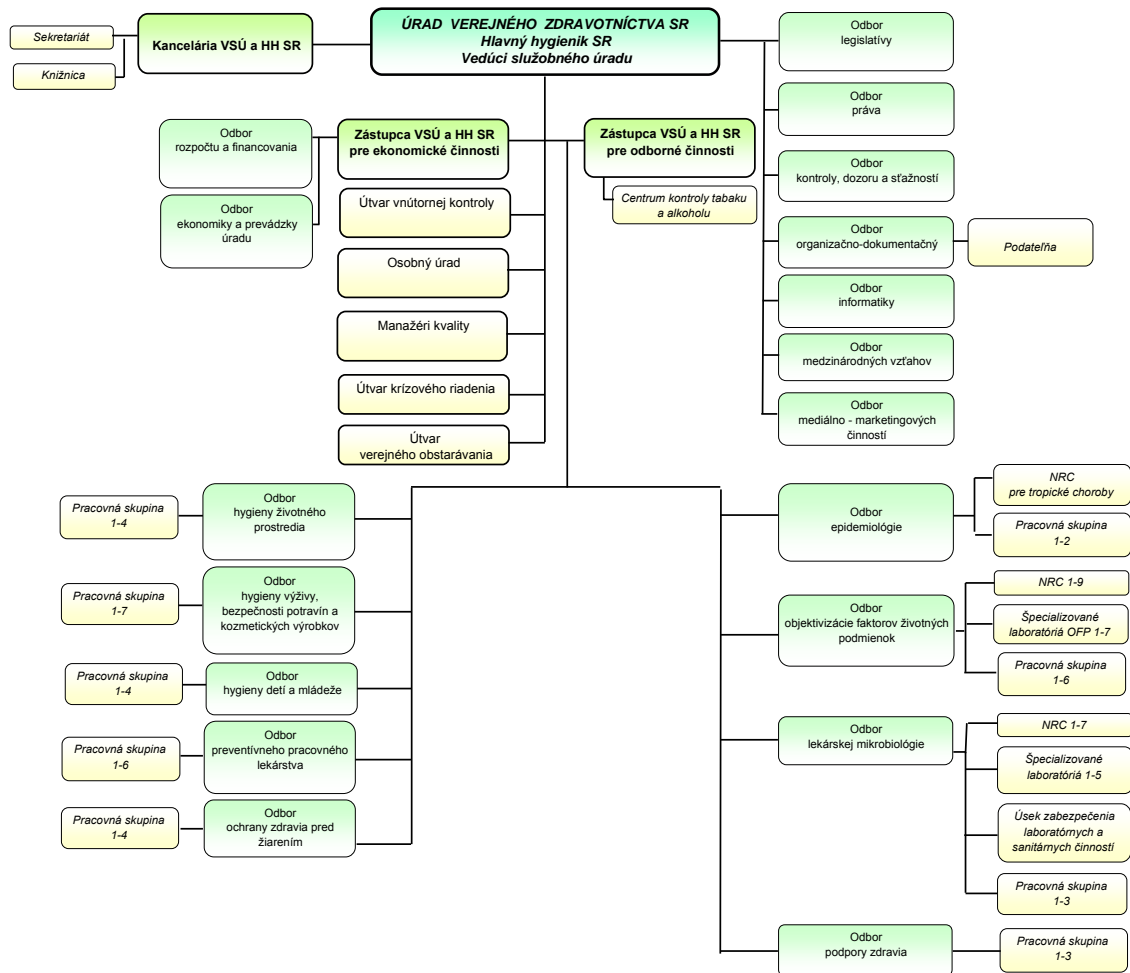 ÚRAD VEREJNÉHO ZDRAVOTNÍCTVA SR
Hlavný hygienik SR
Vedúci služobného úradu
Kancelária VSÚ a HH SR
Sekretariát
Knižnica
Odbor
legislatívy
Odbor
práva
Odbor
kontroly, dozoru a sťažností
Odbor
organizačno-dokumentačný
Podateľňa
Odbor
informatiky
Odbor
medzinárodných vzťahov
Odbor
mediálno - marketingových
činností
Zástupca VSÚ a HH SR
pre ekonomické činnosti
Odbor
rozpočtu a financovania
Odbor
ekonomiky a prevádzky
úradu
Zástupca VSÚ a HH SR
pre odborné činnosti
Centrum kontroly tabaku
a alkoholu
Útvar vnútornej kontroly
Osobný úrad
Manažéri kvality
Útvar krízového riadenia
Útvar
verejného obstarávania
Pracovná skupina
1-4
Odbor
hygieny životného
prostredia
Pracovná skupina
1-7
Odbor
hygieny výživy,
bezpečnosti potravín a
kozmetických výrobkov
Pracovná skupina
1-4
Odbor
hygieny detí a mládeže
Pracovná skupina
1-6
Odbor
preventívneho pracovného
lekárstva
Pracovná skupina
1-4
Odbor
ochrany zdravia pred
žiarením
Odbor
epidemiológie
NRC
pre tropické choroby
Pracovná skupina
1-2
Odbor
objektivizácie faktorov životných
podmienok
NRC 1-9
Špecializované
laboratóriá OFP 1-7
Pracovná skupina
1-6
Odbor
lekárskej mikrobiológie
NRC 1-7
Špecializované
laboratóriá 1-5
Úsek zabezpečenia
laboratórnych a
sanitárnych činností
Pracovná skupina
1-3
Odbor
podpory zdravia
Pracovná skupina
1-3